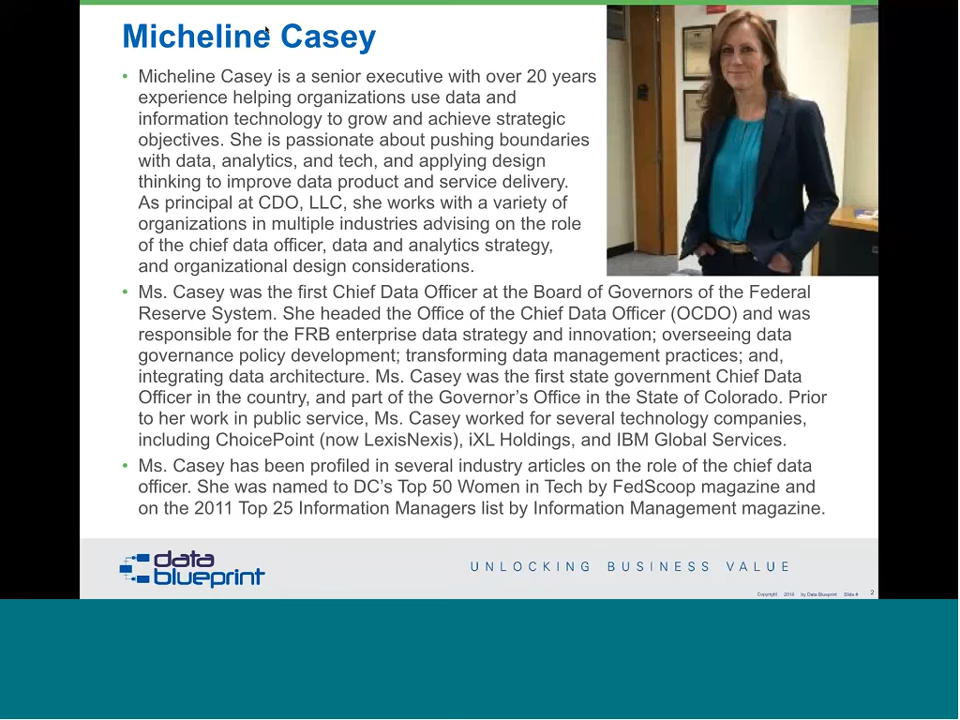 Micheline Casey
• Micheline Casey is a senior executive with over 20 years
experience helping organizations use data and
information technology to grow and achieve strategic
objectives. She is passionate about pushing boundaries
with data, analytics, and tech, and applying design
thinking to improve data product and service delivery.
As principal at CDO, LLC, she works with a variety of
organizations in multiple industries advising on the role
of the chief data officer, data and analytics strategy,
and organizational design considerations.
• Ms. Casey was the first Chief Data Officer at the Board of Governors of the Federal
Reserve System. She headed the Office of the Chief Data Officer (OCDO) and was
responsible for the FRB enterprise data strategy and innovation; overseeing data
governance policy development; transforming data management practices; and,
integrating data architecture. Ms. Casey was the first state government Chief Data
Officer in the country, and part of the Governor’s Office in the State of Colorado. Prior
to her work in public service, Ms. Casey worked for several technology companies,
including ChoicePoint (now LexisNexis), iXL Holdings, and IBM Global Services.
• Ms. Casey has been profiled in several industry articles on the role of the chief data
officer. She was named to DC’s Top 50 Women in Tech by FedScoop magazine and
on the 2011 Top 25 Information Managers list by Information Management magazine.
data
blueprint
UNLOCKING BUSINESS VALUE
Copyright by Data Blueprint Slide # 2